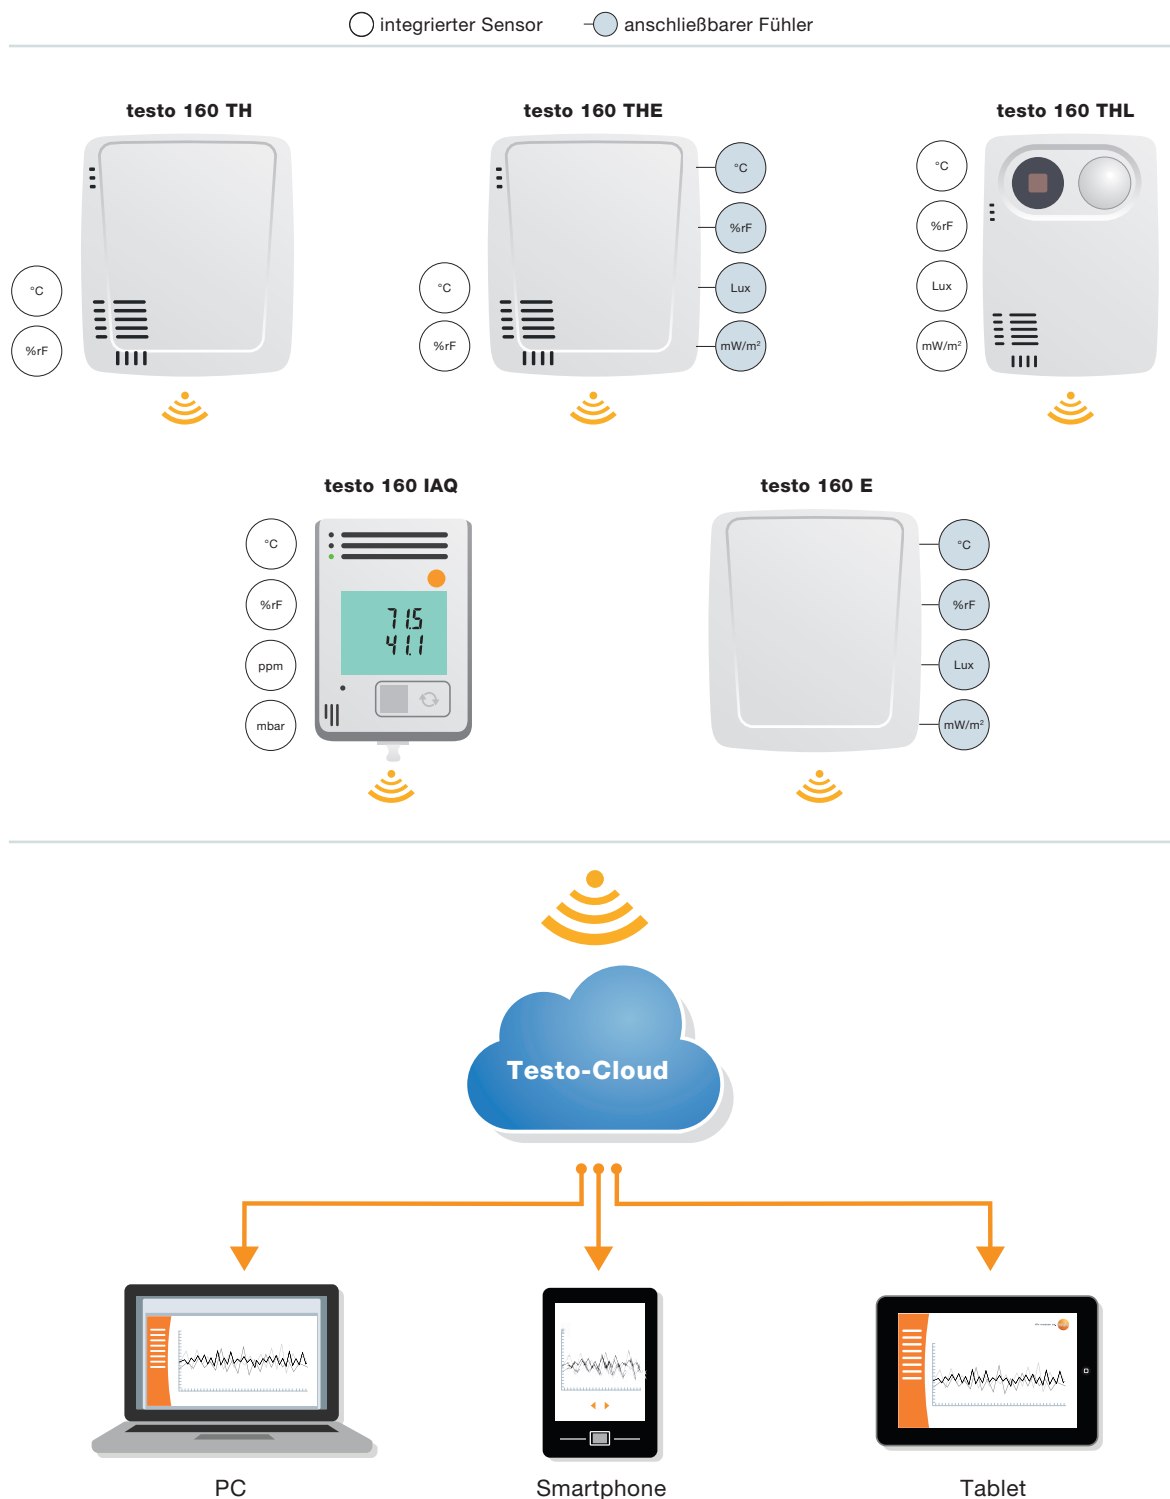 integrierter Sensor
anschließbarer Fühler
testo 160 TH
°C
%rF
testo 160 THE
°C
%rF
°C
%rF
Lux
mW/m²
testo 160 THL
°C
%rF
Lux
mW/m²
testo 160 IAQ
°C
%rF
ppm
mbar
71.5
41.1
testo 160 E
°C
%rF
Lux
mW/m²
Testo-Cloud
PC
Smartphone
Tablet